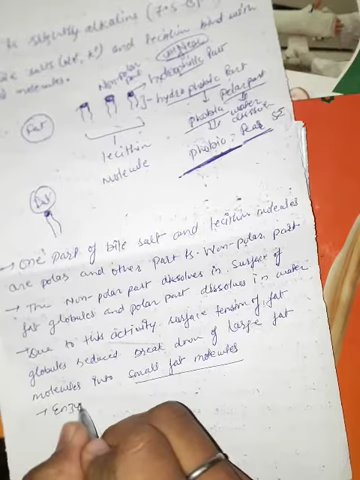 is slightly alkaline (7.5-8)
salts (Na+, K+) and lecithin bind with
molecules.
Non-Polar
Part
hydrophilic Part
hydrophobic Part
Polar part
Fat
phobia water
lecithin
molecule
phobio = Fear
→ One part of bile salt and lecithin molecules
are polar and other part is Non-polar part.
→ The Non-polar part dissolves in surface of
fat globules and polar part dissolves in water
→ Due to this activity surface tension of fat
globules reduced break down of large fat
molecules into small fat molecules
→ Enzy